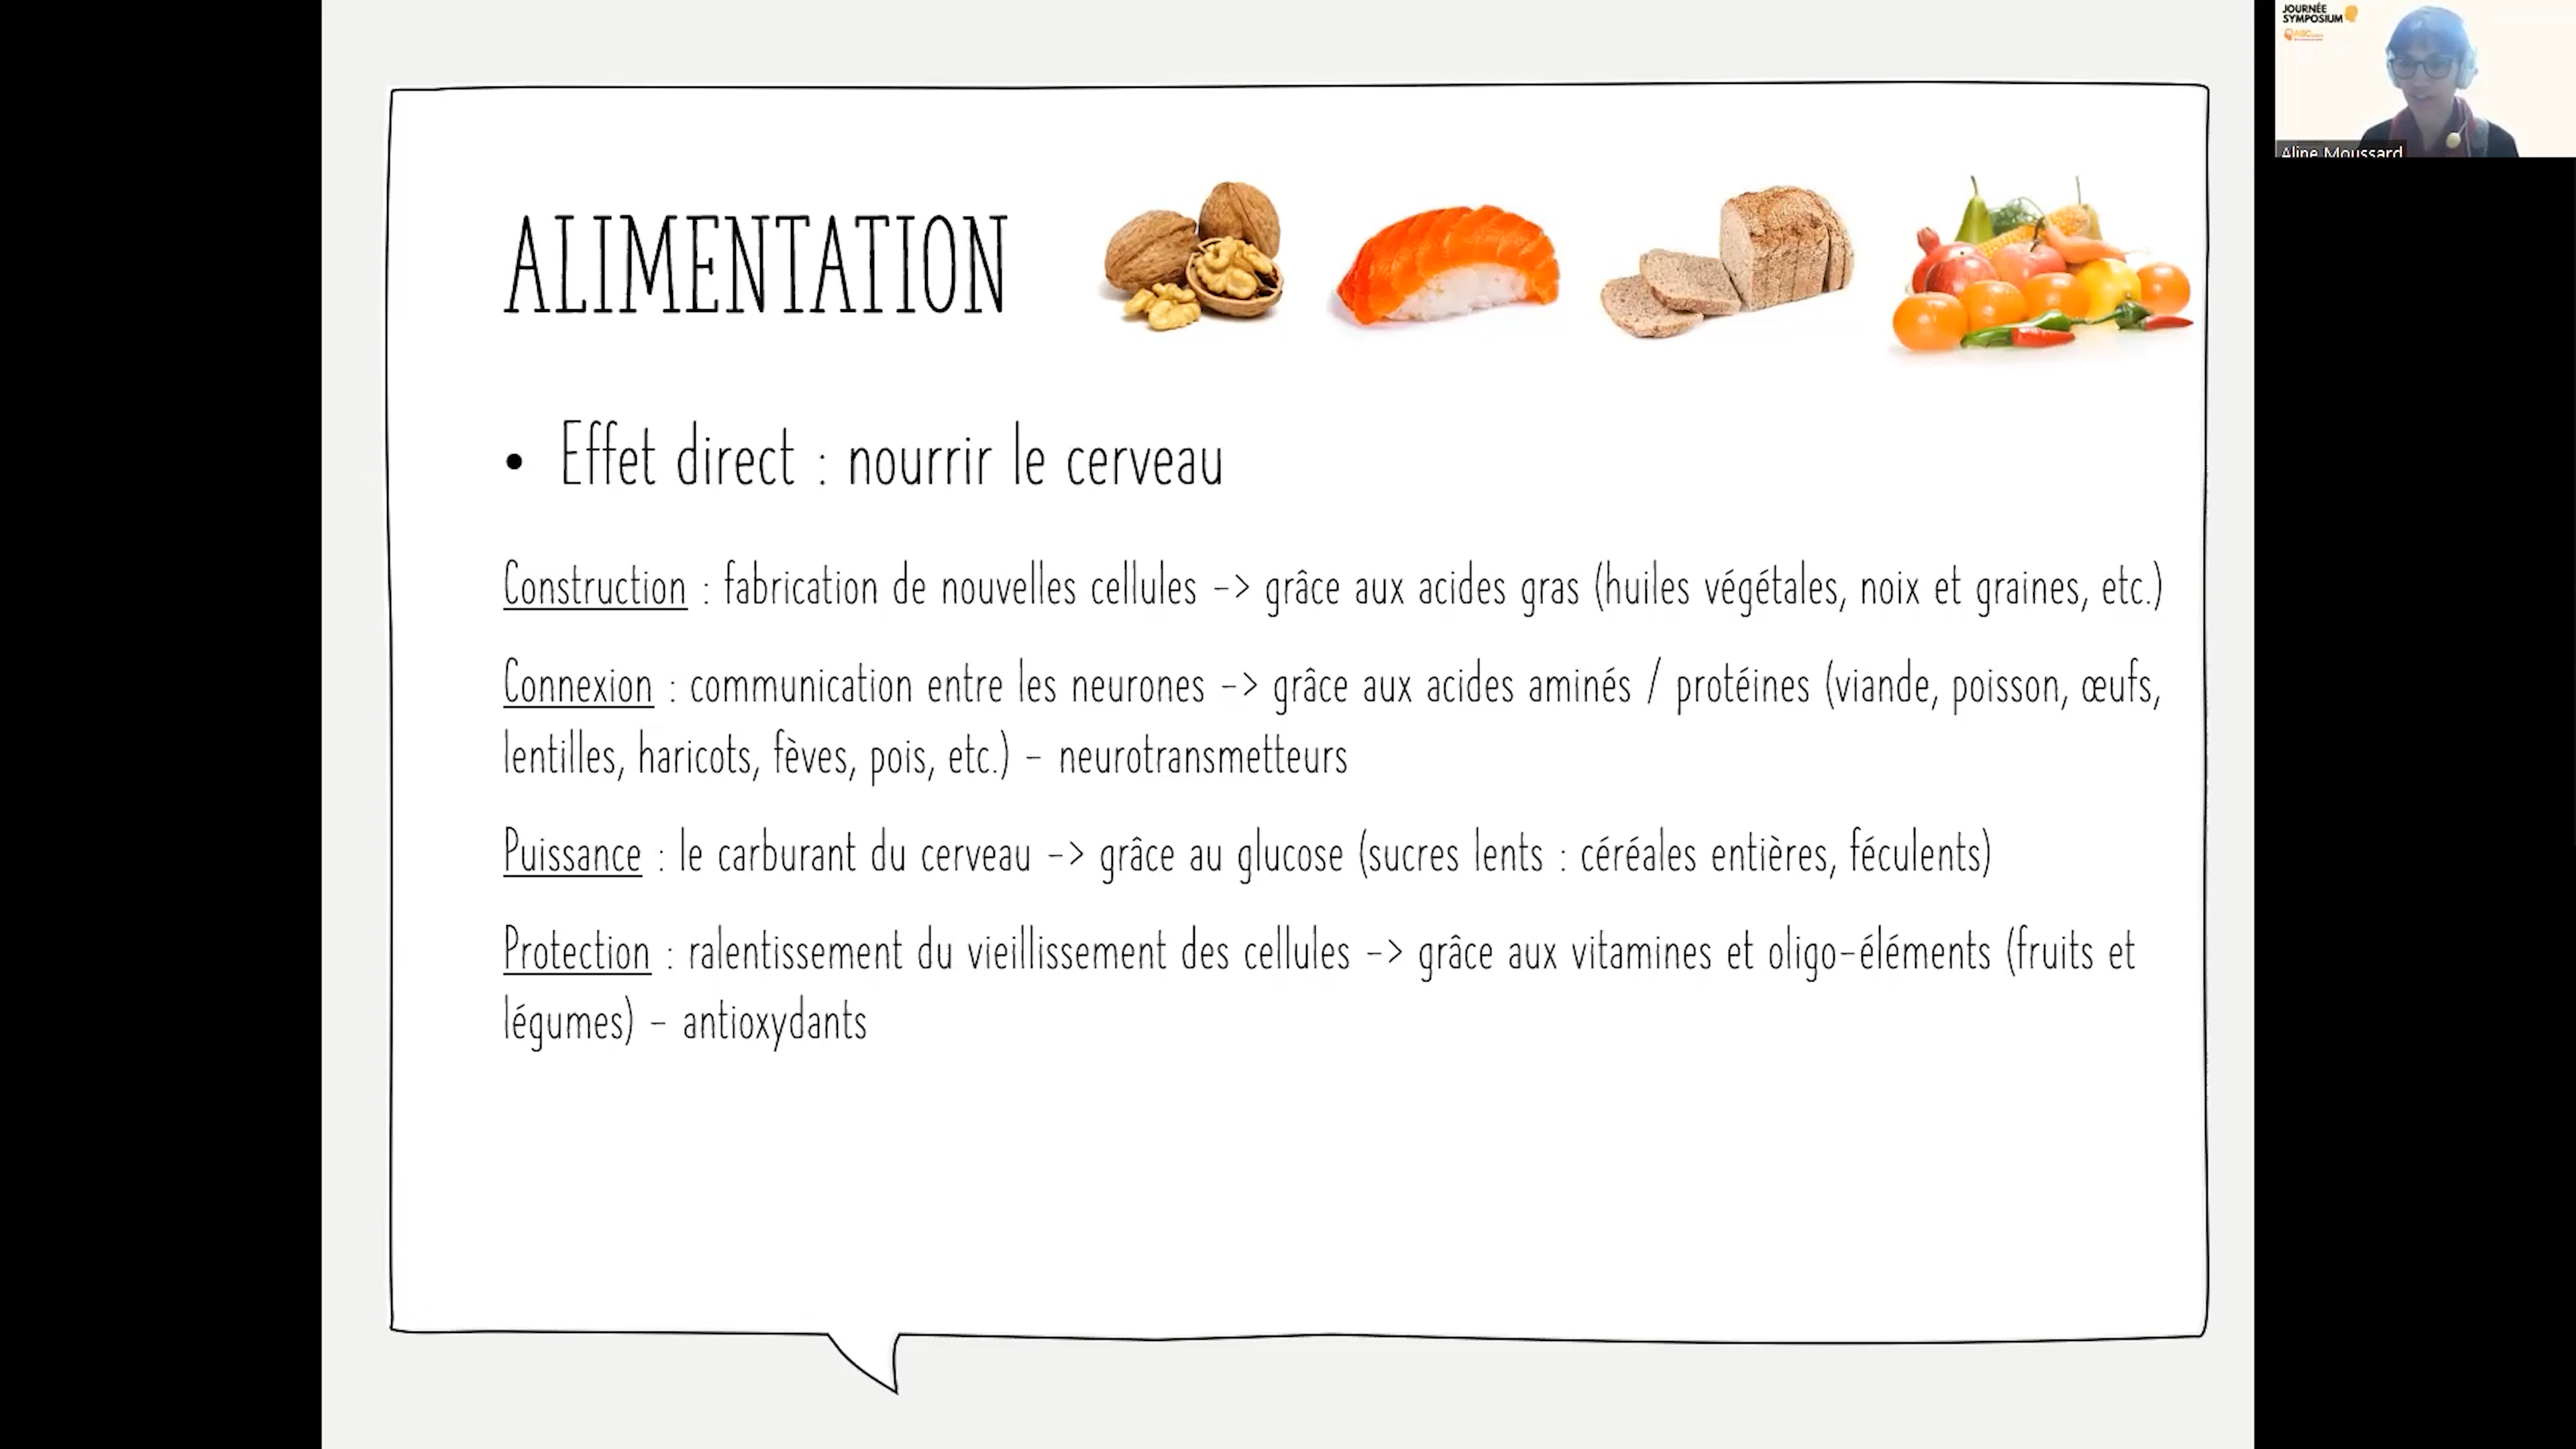 JOURNÉE
SYMPOSIUM
Aline Moussard
ALIMENTATION
• Effet direct : nourrir le cerveau
Construction : fabrication de nouvelles cellules -> grâce aux acides gras (huiles végétales, noix et graines, etc.)
Connexion : communication entre les neurones -> grâce aux acides aminés / protéines (viande, poisson, œufs,
lentilles, haricots, fèves, pois, etc.) - neurotransmetteurs
Puissance : le carburant du cerveau -> grâce au glucose (sucres lents : céréales entières, féculents)
Protection : ralentissement du vieillissement des cellules -> grâce aux vitamines et oligo-éléments (fruits et
légumes) - antioxydants